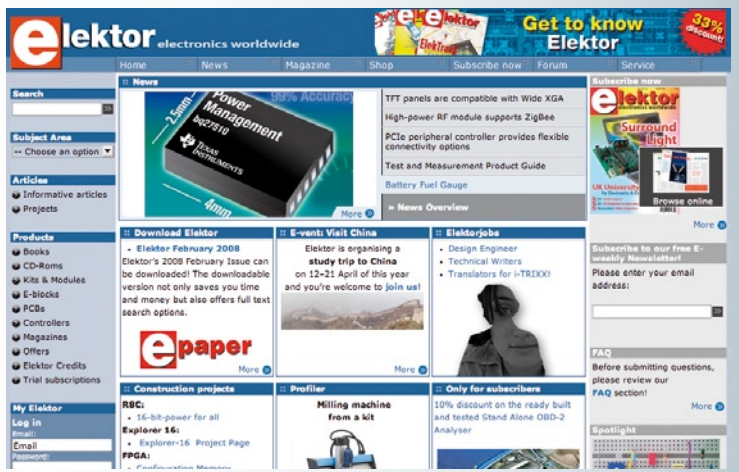 elektor electronics worldwide
Get to know
Elektor
33%
discount!
Home
News
Magazine
Shop
Subscribe now
Forum
Service
Search
Subject Area
-- Choose an option
Articles
Informative articles
Projects
Products
Books
CD-Roms
Kits & Modules
E-blocks
PCBs
Controllers
Magazines
Offers
Elektor Credits
Trial subscriptions
My Elektor
Log in
Email:
Email
Password:
News
99% Accuracy
Power
Management
bq27510
TEXAS
INSTRUMENTS
2.5mm
4mm
More
TFT panels are compatible with Wide XGA
High-power RF module supports ZigBee
PCIe peripheral controller provides flexible
connectivity options
Test and Measurement Product Guide
Battery Fuel Gauge
» News Overview
Download Elektor
• Elektor February 2008
Elektor's 2008 February Issue can
be downloaded! The downloadable
version not only saves you time
and money but also offers full text
search options.
epaper
More
E-vent: Visit China
Elektor is organising a
study trip to China
on 12–21 April of this year
and you're welcome to join us!
More
Elektorjobs
• Design Engineer
• Technical Writers
• Translators for i-TRIXX!
More
Construction projects
R8C:
• 16-bit-power for all
Explorer 16:
• Explorer-16 Project Page
FPGA:
• Configuration Memory
Profiler
Milling machine
from a kit
Only for subscribers
10% discount on the ready built
and tested Stand Alone OBD-2
Analyser
Subscribe now
elektor
electronics worldwide
Surround
Light
Browse online
More
Subscribe to our free E-
weekly Newsletter!
Please enter your email
address:
FAQ
Before submitting questions,
please review our
FAQ section!
More
Spotlight